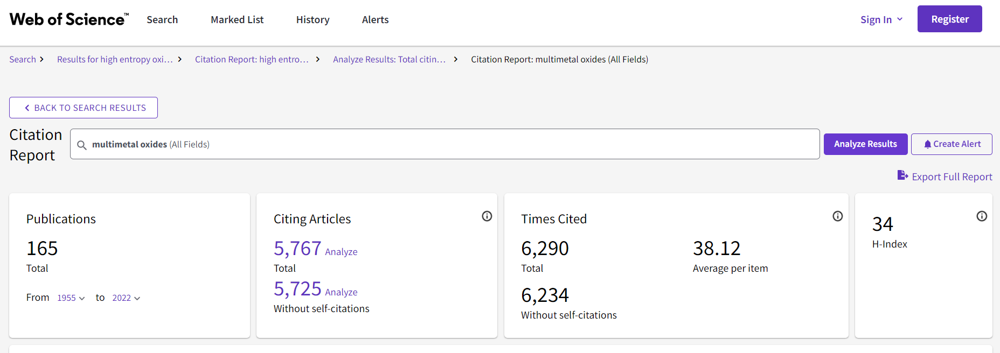 Web of Science™ Search Marked List History Alerts Sign In Register
Search Results for high entropy oxi... Citation Report: high entro... Analyze Results: Total citin... Citation Report: multimetal oxides (All Fields)
BACK TO SEARCH RESULTS
Citation Report
multimetal oxides (All Fields)
Analyze Results
Create Alert
Export Full Report
Publications
165
Total
From 1955 to 2022
Citing Articles
5,767 Analyze
Total
5,725 Analyze
Without self-citations
Times Cited
6,290
Total
38.12
Average per item
6,234
Without self-citations
34
H-Index